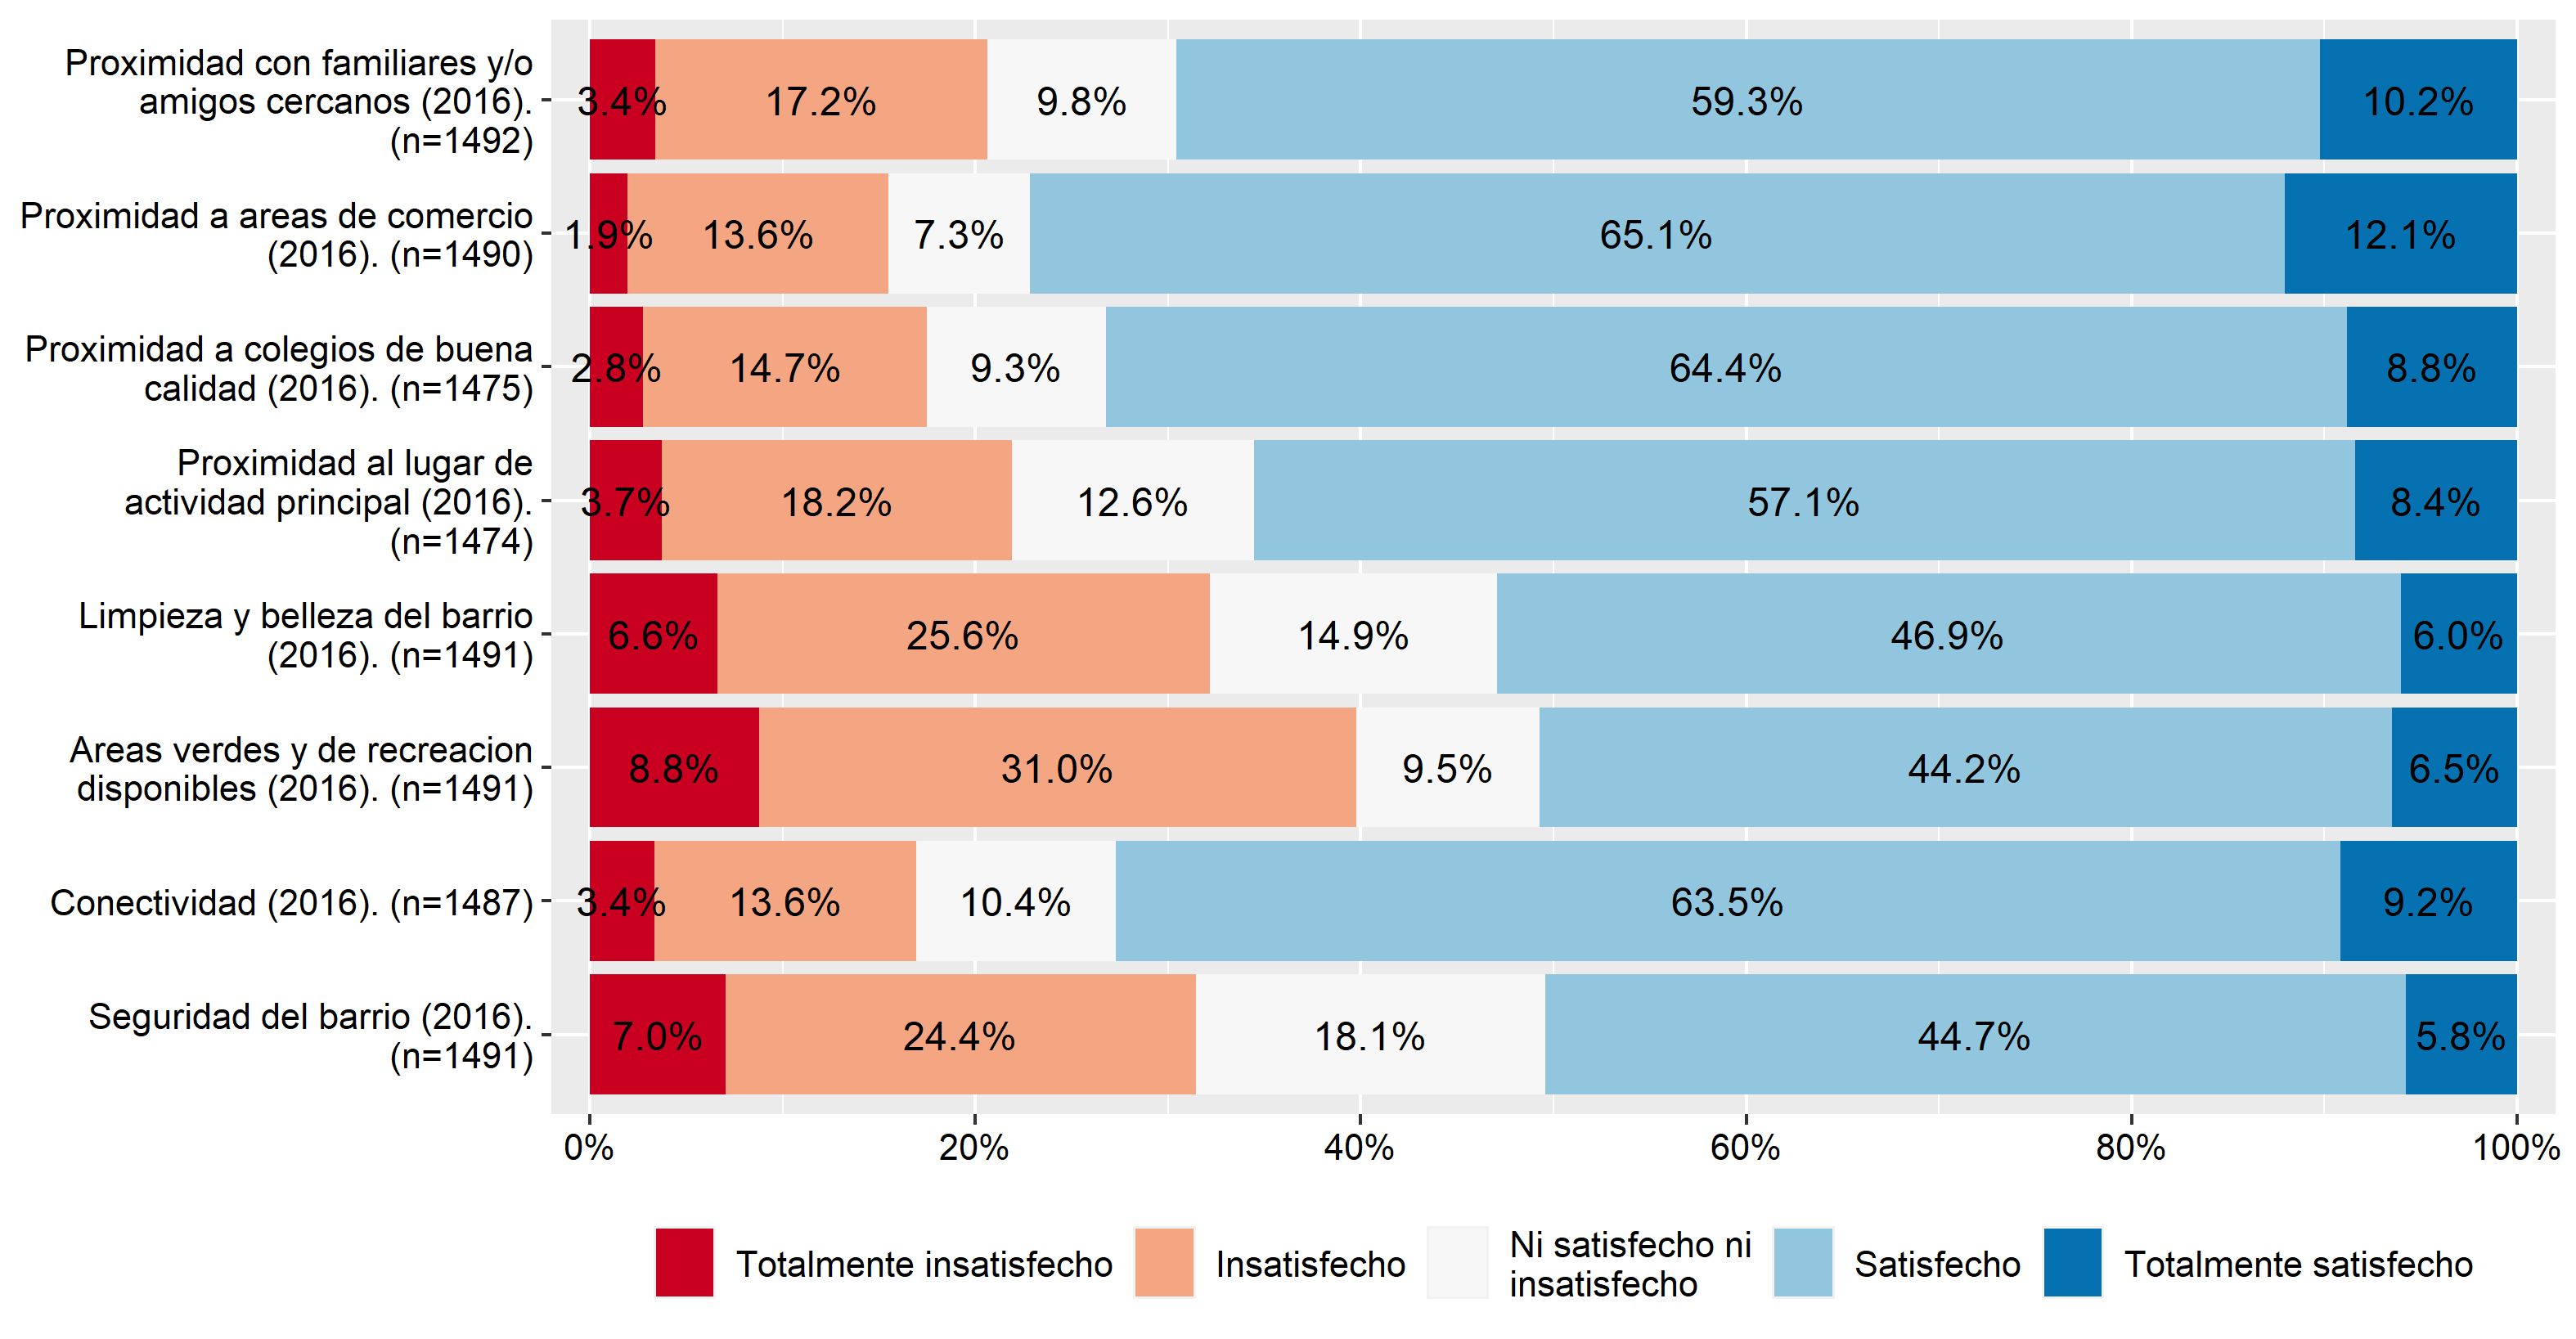 Proximidad con familiares y/o
amigos cercanos (2016).
(n=1492)
3.4%
17.2%
9.8%
59.3%
10.2%
Proximidad a areas de comercio
(2016). (n=1490)
1.9%
13.6%
7.3%
65.1%
12.1%
Proximidad a colegios de buena
calidad (2016). (n=1475)
2.8%
14.7%
9.3%
64.4%
8.8%
Proximidad al lugar de
actividad principal (2016).
(n=1474)
3.7%
18.2%
12.6%
57.1%
8.4%
Limpieza y belleza del barrio
(2016). (n=1491)
6.6%
25.6%
14.9%
46.9%
6.0%
Areas verdes y de recreacion
disponibles (2016). (n=1491)
8.8%
31.0%
9.5%
44.2%
6.5%
Conectividad (2016). (n=1487)
3.4%
13.6%
10.4%
63.5%
9.2%
Seguridad del barrio (2016).
(n=1491)
7.0%
24.4%
18.1%
44.7%
5.8%
0%
20%
40%
60%
80%
100%
Totalmente insatisfecho
Insatisfecho
Ni satisfecho ni
insatisfecho
Satisfecho
Totalmente satisfecho